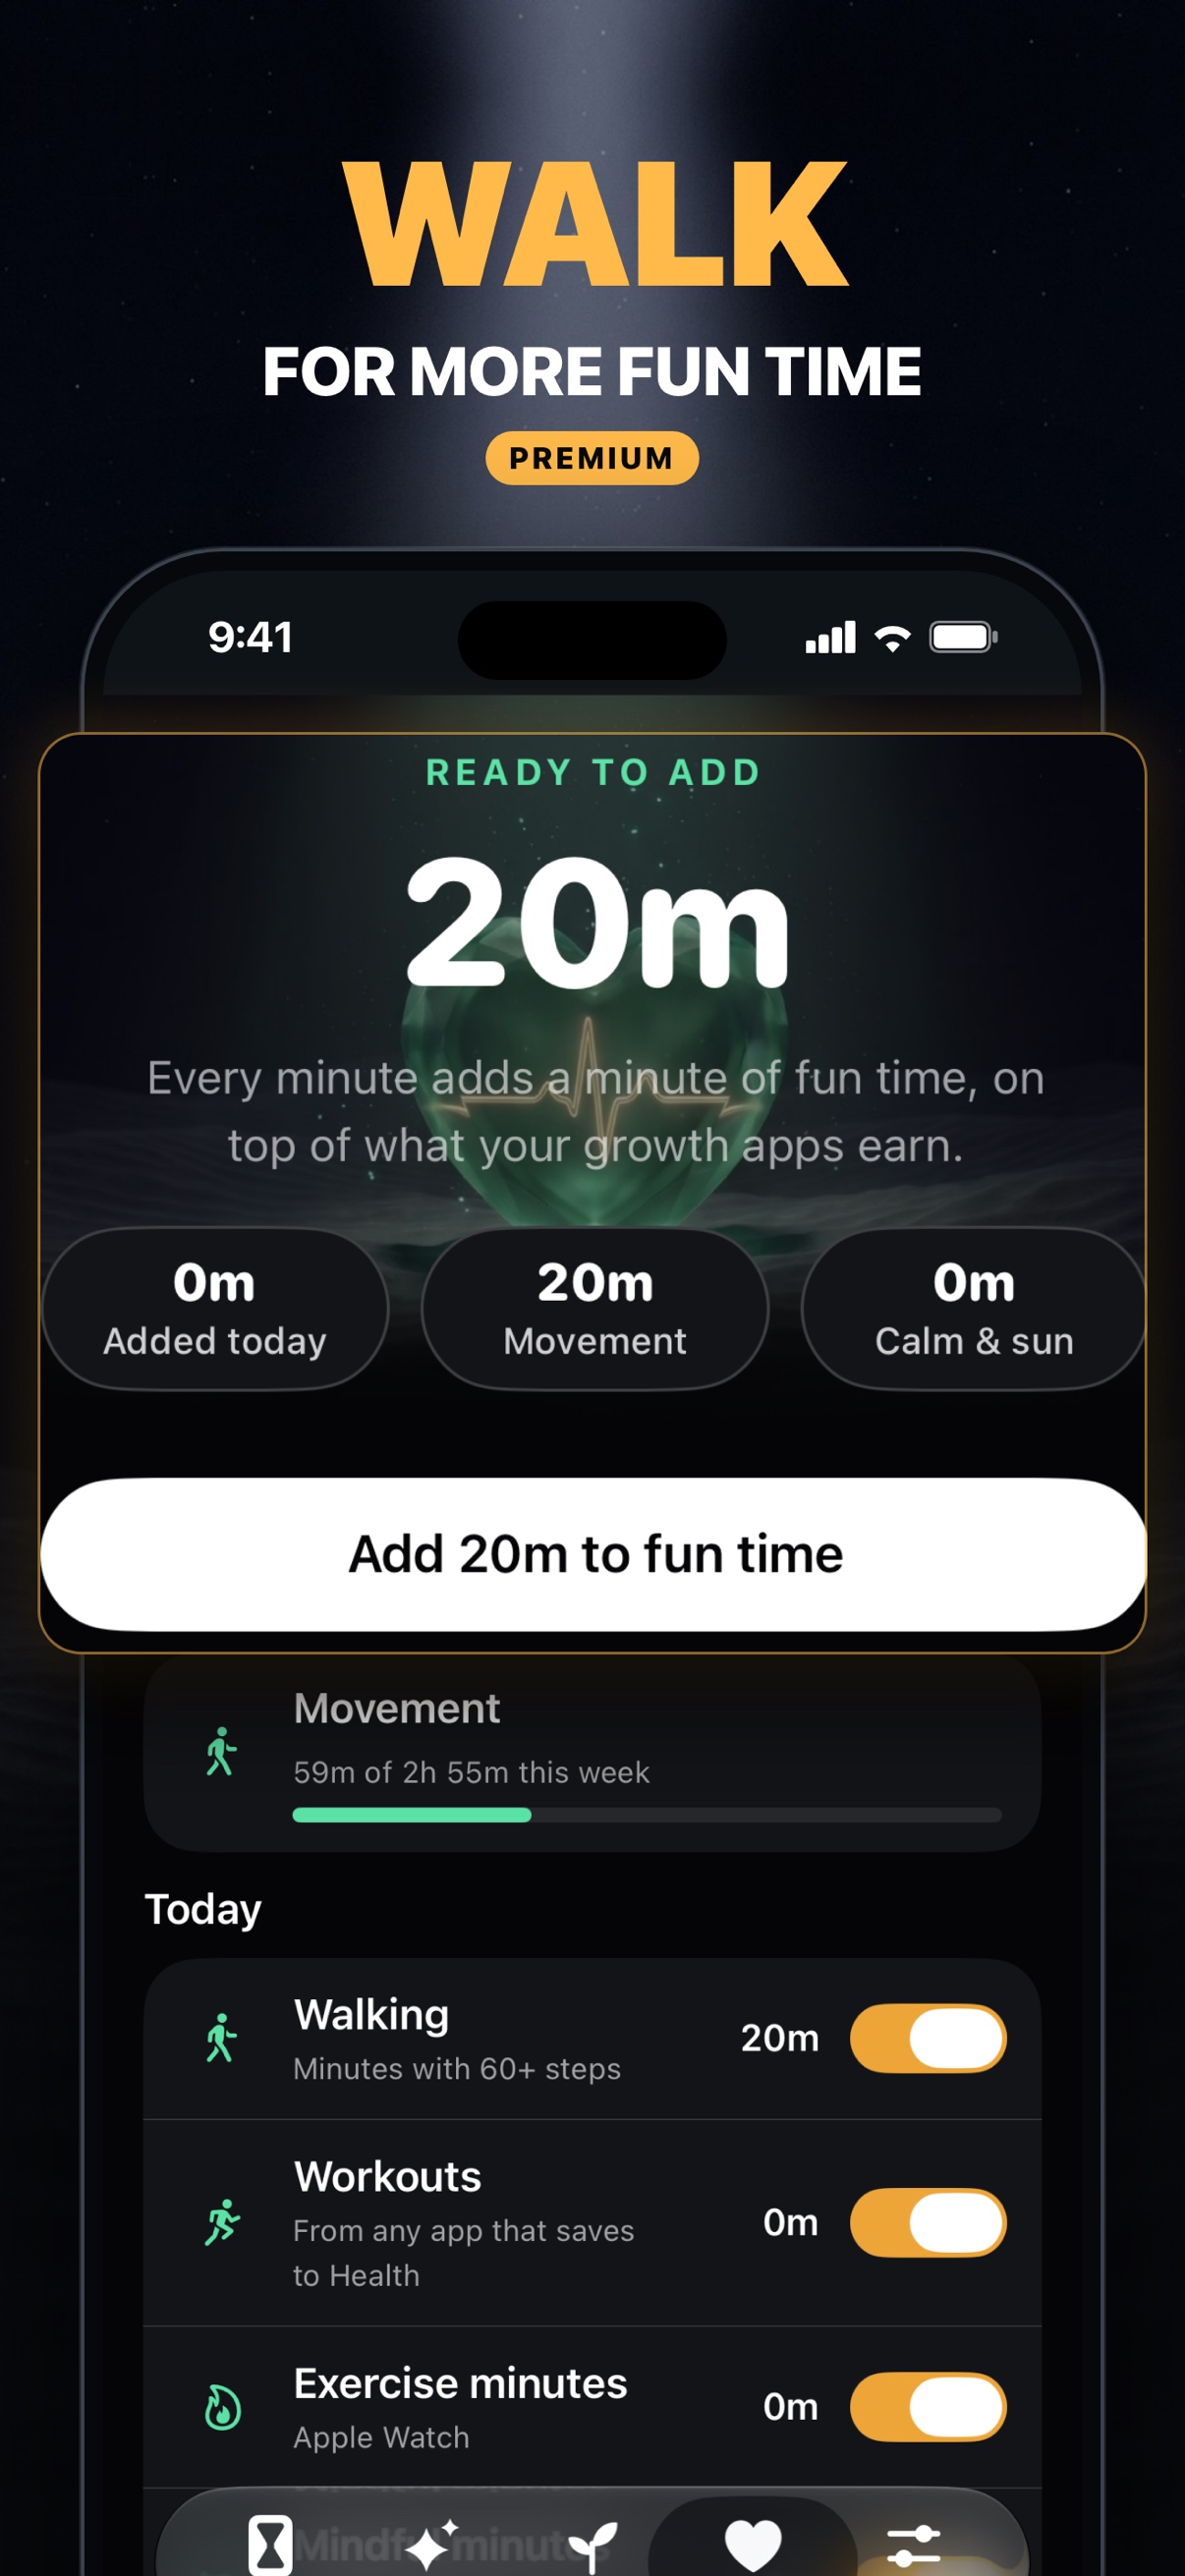 WALK
FOR MORE FUN TIME
PREMIUM
9:41
READY TO ADD
20m
Every minute adds a minute of fun time, on
top of what your growth apps earn.
0m
Added today
20m
Movement
0m
Calm & sun
Add 20m to fun time
Movement
59m of 2h 55m this week
Today
Walking
Minutes with 60+ steps
20m
Workouts
From any app that saves
to Health
0m
Exercise minutes
Apple Watch
0m
Mindful minutes